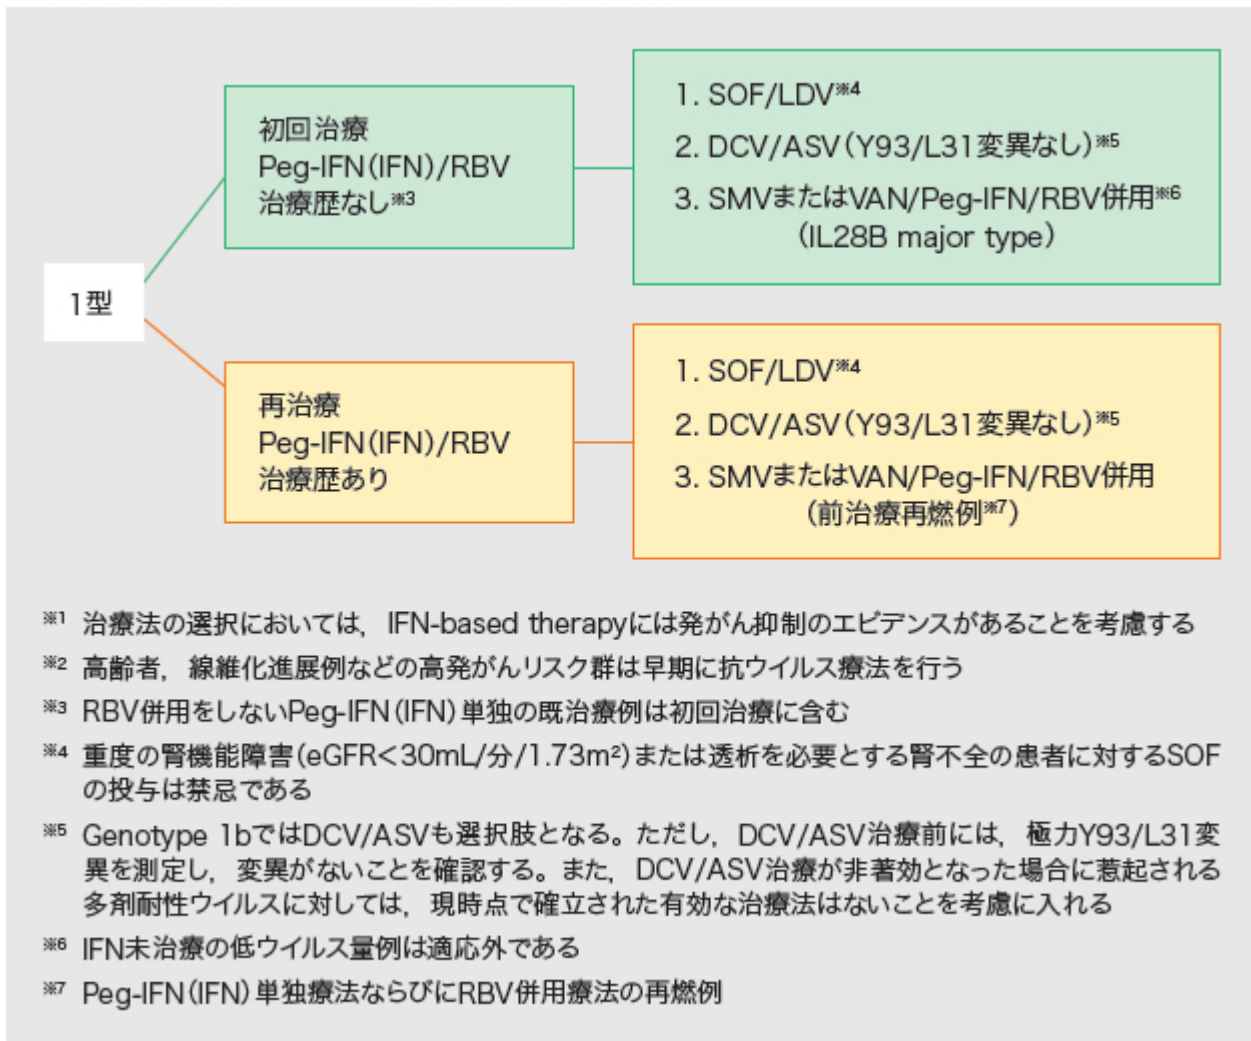 1型
初回治療
Peg-IFN(IFN)/RBV
治療歴なし※3
1. SOF/LDV※4
2. DCV/ASV(Y93/L31変異なし)※5
3. SMVまたはVAN/Peg-IFN/RBV併用※6
(IL28B major type)
再治療
Peg-IFN(IFN)/RBV
治療歴あり
1. SOF/LDV※4
2. DCV/ASV(Y93/L31変異なし)※5
3. SMVまたはVAN/Peg-IFN/RBV併用
(前治療再燃例※7)
※1 治療法の選択においては，IFN-based therapyには発がん抑制のエビデンスがあることを考慮する
※2 高齢者，線維化進展例などの高発がんリスク群は早期に抗ウイルス療法を行う
※3 RBV併用をしないPeg-IFN(IFN)単独の既治療例は初回治療に含む
※4 重度の腎機能障害(eGFR<30mL/分/1.73m²)または透析を必要とする腎不全の患者に対するSOF
の投与は禁忌である
※5 Genotype 1bではDCV/ASVも選択肢となる。ただし，DCV/ASV治療前には，極力Y93/L31変
異を測定し，変異がないことを確認する。また，DCV/ASV治療が非著効となった場合に惹起される
多剤耐性ウイルスに対しては，現時点で確立された有効な治療法はないことを考慮に入れる
※6 IFN未治療の低ウイルス量例は適応外である
※7 Peg-IFN(IFN)単独療法ならびにRBV併用療法の再燃例